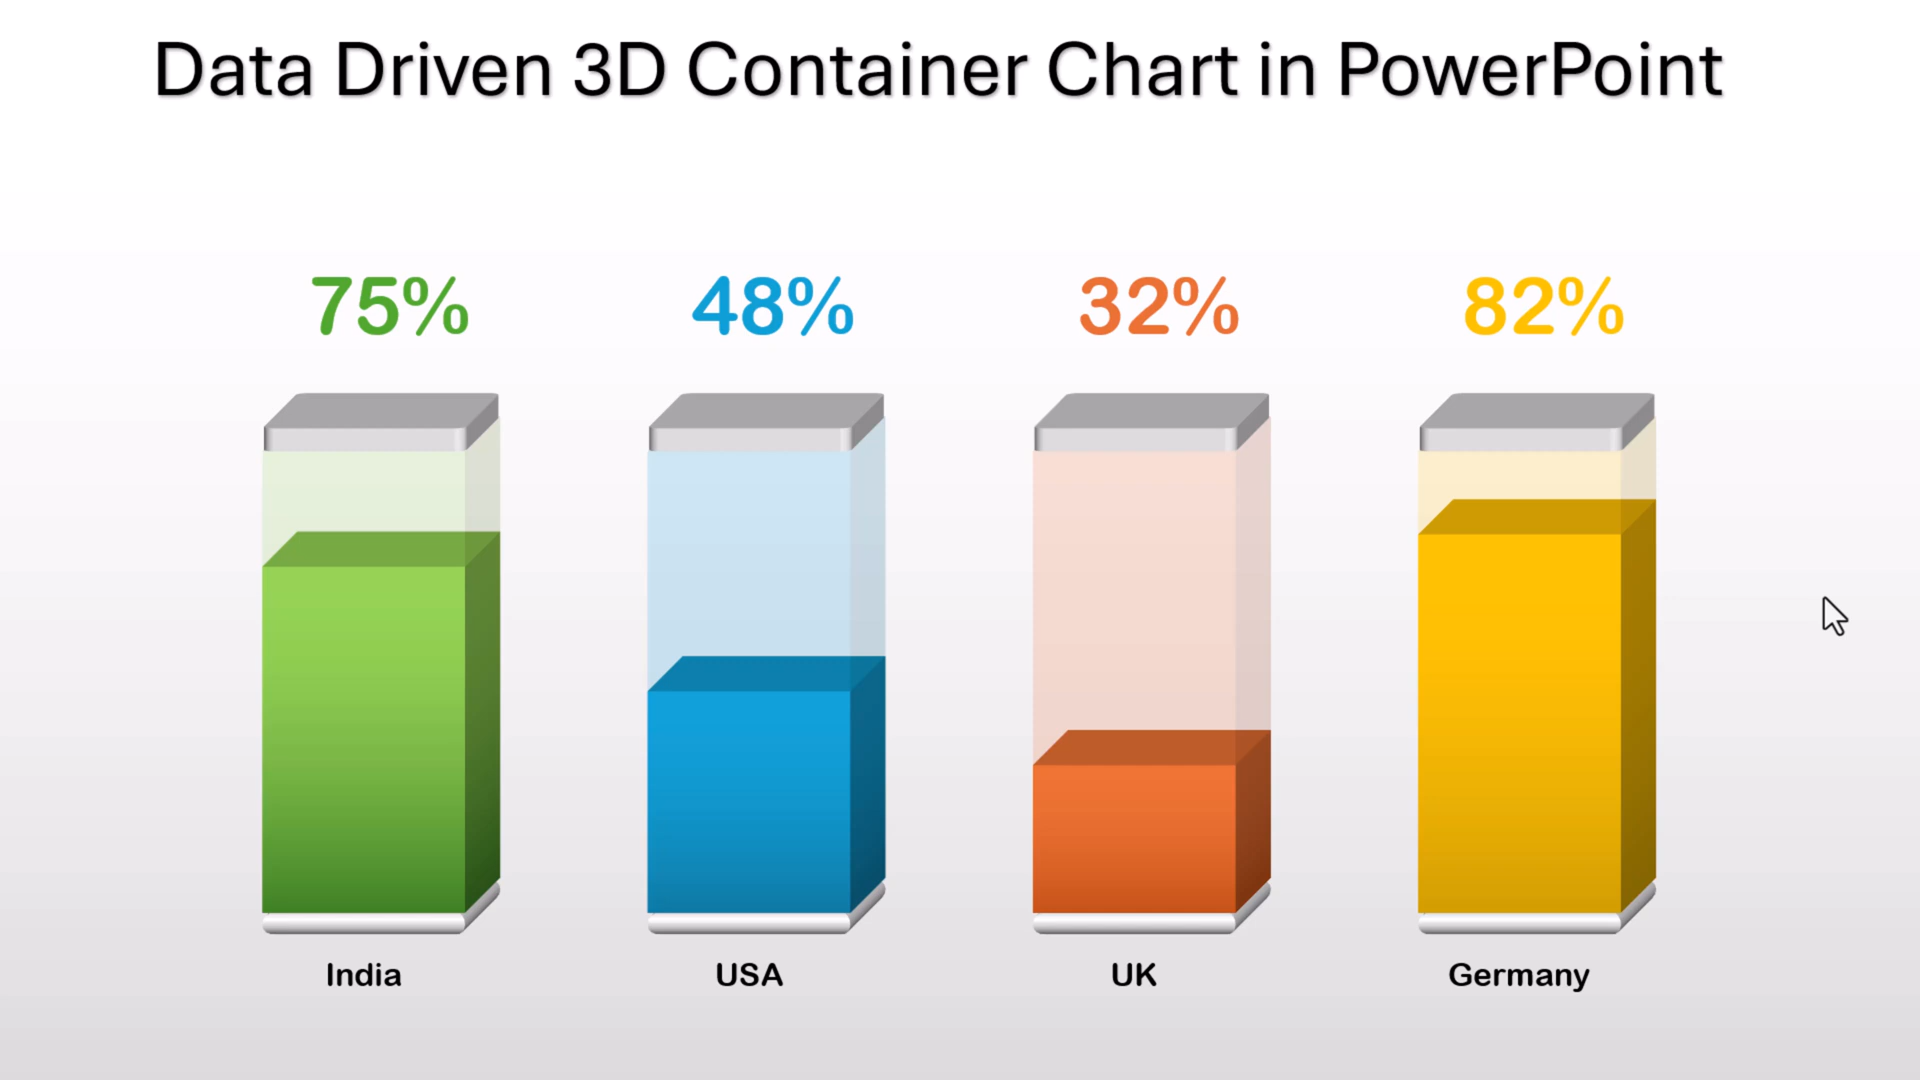 Data Driven 3D Container Chart in PowerPoint
75% 48% 32% 82%
India USA UK Germany